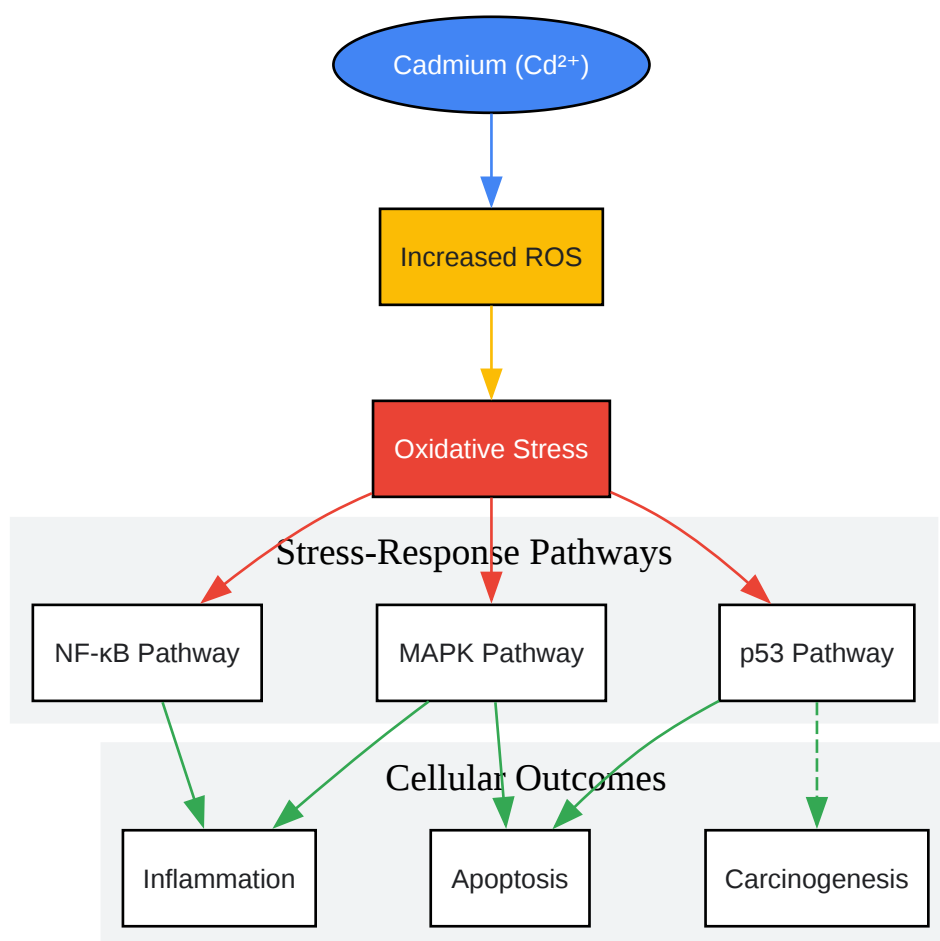 Cadmium (Cd²⁺)
Increased ROS
Oxidative Stress
Stress-Response Pathways
NF-κB Pathway
MAPK Pathway
p53 Pathway
Cellular Outcomes
Inflammation
Apoptosis
Carcinogenesis